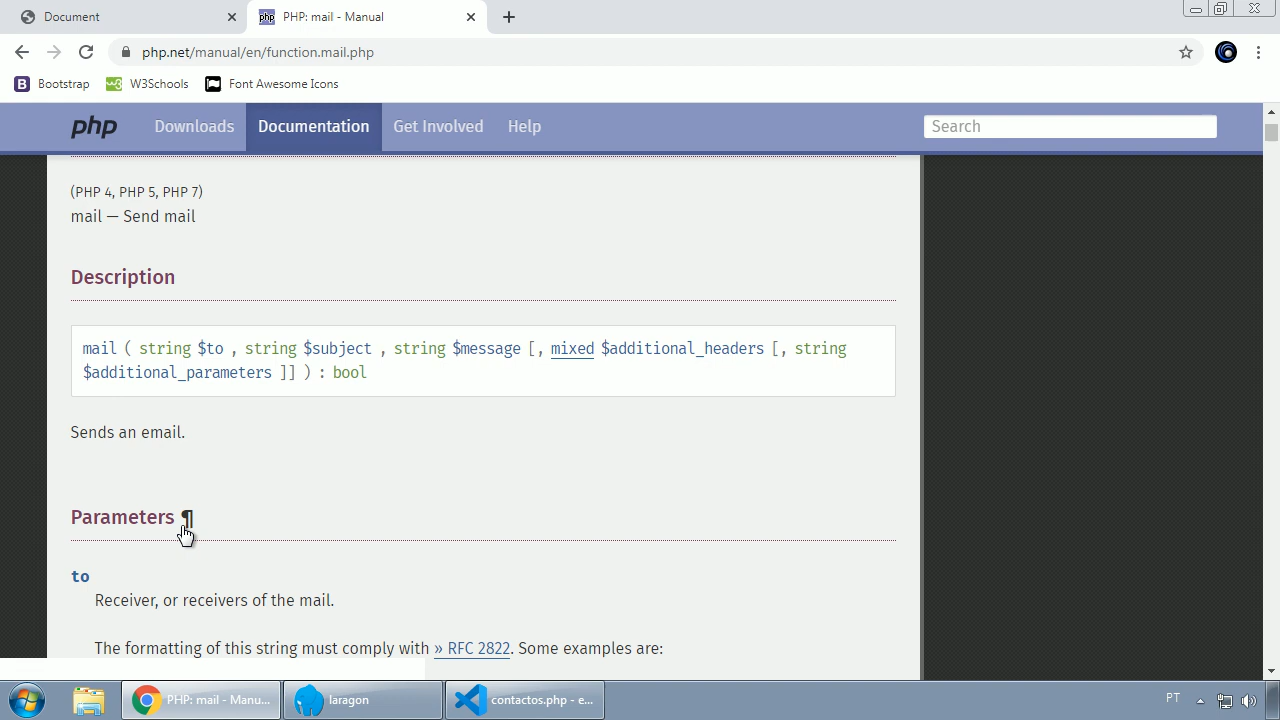 Document
php
PHP: mail - Manual
php.net/manual/en/function.mail.php
B Bootstrap
W3Schools
Font Awesome Icons
php
Downloads
Documentation
Get Involved
Help
Search
(PHP 4, PHP 5, PHP 7)
mail — Send mail
Description
mail ( string $to , string $subject , string $message [, mixed $additional_headers [, string
$additional_parameters ]] ) : bool
Sends an email.
Parameters ¶
to
Receiver, or receivers of the mail.
The formatting of this string must comply with » RFC 2822. Some examples are:
PHP: mail - Manu...
laragon
contactos.php - e...
PT